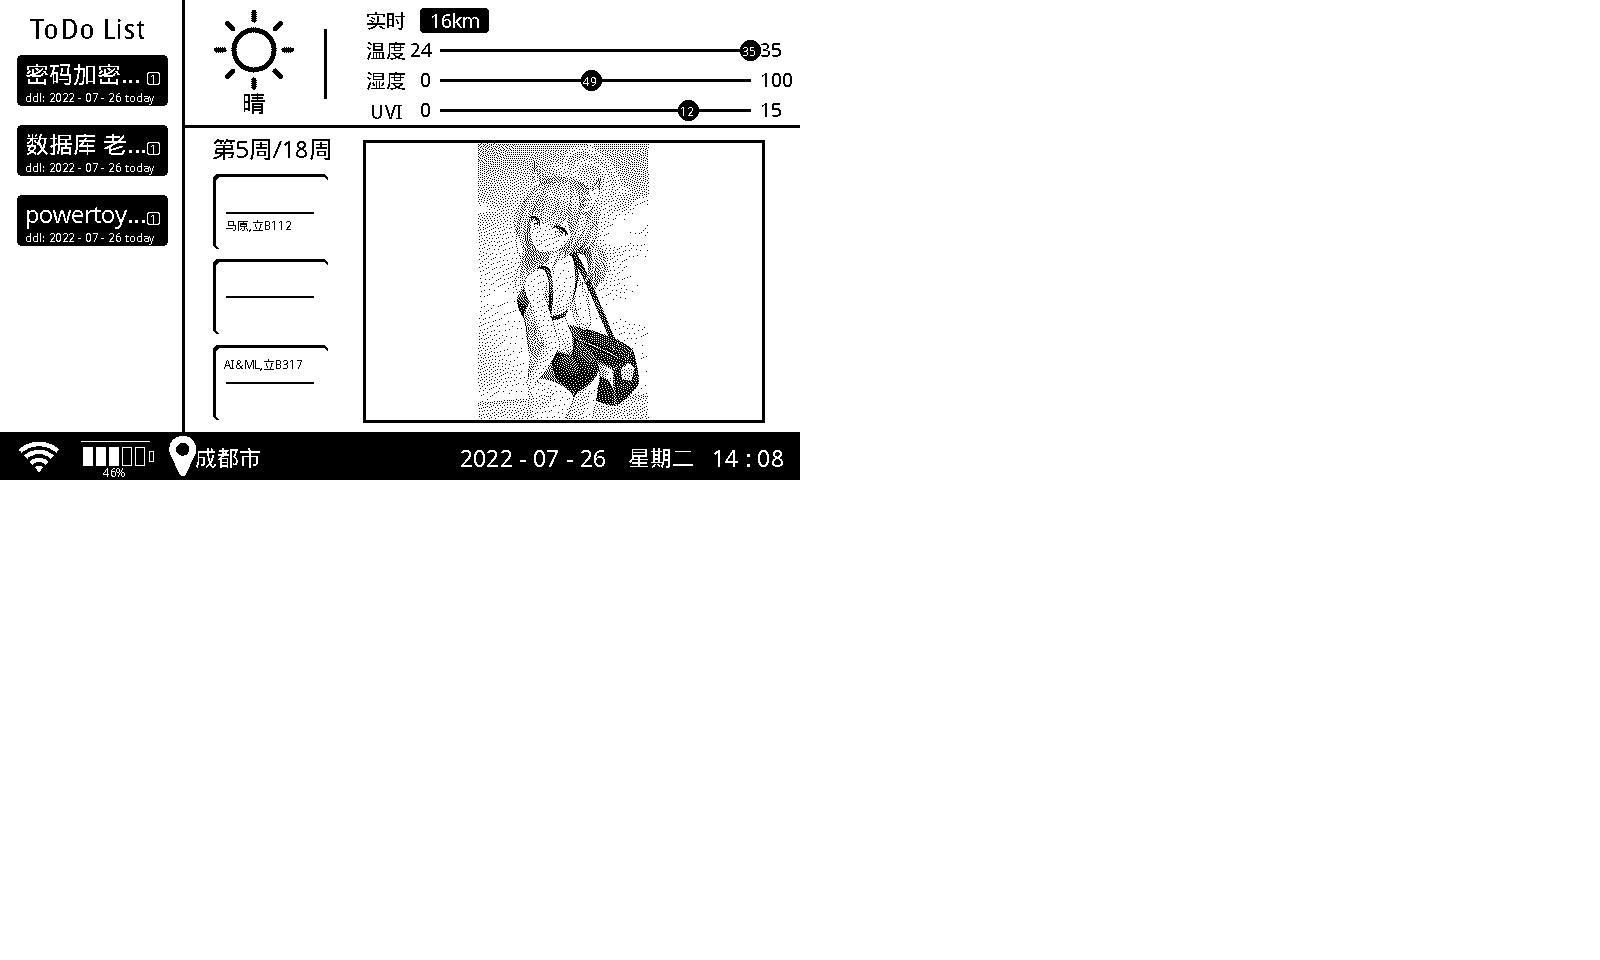 ToDo List
密码加密... 1
ddl: 2022 - 07 - 26 today
数据库 老... 1
ddl: 2022 - 07 - 26 today
powertoy... 1
ddl: 2022 - 07 - 26 today
晴
实时 16km
温度 24 35 35
湿度 0 49 100
UVI 0 12 15
第5周/18周
马原,立B112
AI&ML,立B317
46%
成都市
2022 - 07 - 26 星期二 14 : 08